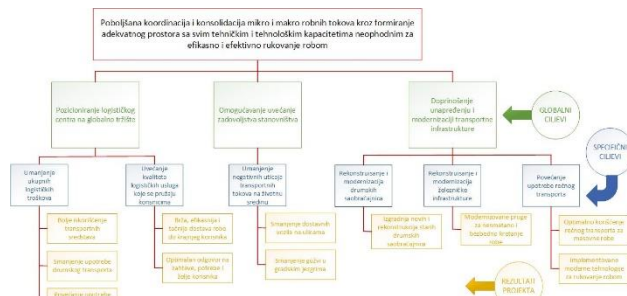 Poboljšana koordinacija i konsolidacija mikro i makro robnih tokova kroz formiranje
adekvatnog prostora sa svim tehničkim i tehnološkim kapacitetima neophodnim za
efikasno i efektivno rukovanje robom
Pozicioniranje logističkog
centra na globalno tržište
Omogućavanje uvećanje
zadovoljstva stanovništva
Doprinošenje
unapređenju i
modernizaciji transportne
infrastrukture
GLOBALNI
CILJEVI
SPECIFIČNI
CILJEVI
Umanjenje
ukupnih
logističkih
troškova
Uvećanje
kvaliteta
logističkih usluga
koje se pružaju
korisnicima
Umanjenje
negativnih uticaja
transportnih
tokova na životnu
sredinu
Rekonstruisanje i
modernizacija
drumskih
saobraćajnica
Rekonstruisanje i
modernizacija
železničke
infrastrukture
Povećanje
upotrebe rečnog
transporta
Bolje iskorišćenje
transportnih
sredstava
Brža, efikasnija i
tačnija dostava robe
do krajnjeg korisnika
Smanjenje dostavnih
vozila na ulicama
Izgradnja novih i
rekonstruisanje starih
drumskih
saobraćajnica
Modernizovane pruge
za nesmetano i
bezbedno kretanje robe
Optimalno korišćenje
rečnog transporta za
masovne robe
Smanjenje upotrebe
drumskog transporta
Optimalan odgovor na
zahteve, potrebe i
želje korisnika
Smanjenje gužvi u
gradskim jezgrima
Implementirane
moderne tehnologije
za rukovanje robom
REZULTATI
PROJEKTA
Povećanje upotrebe